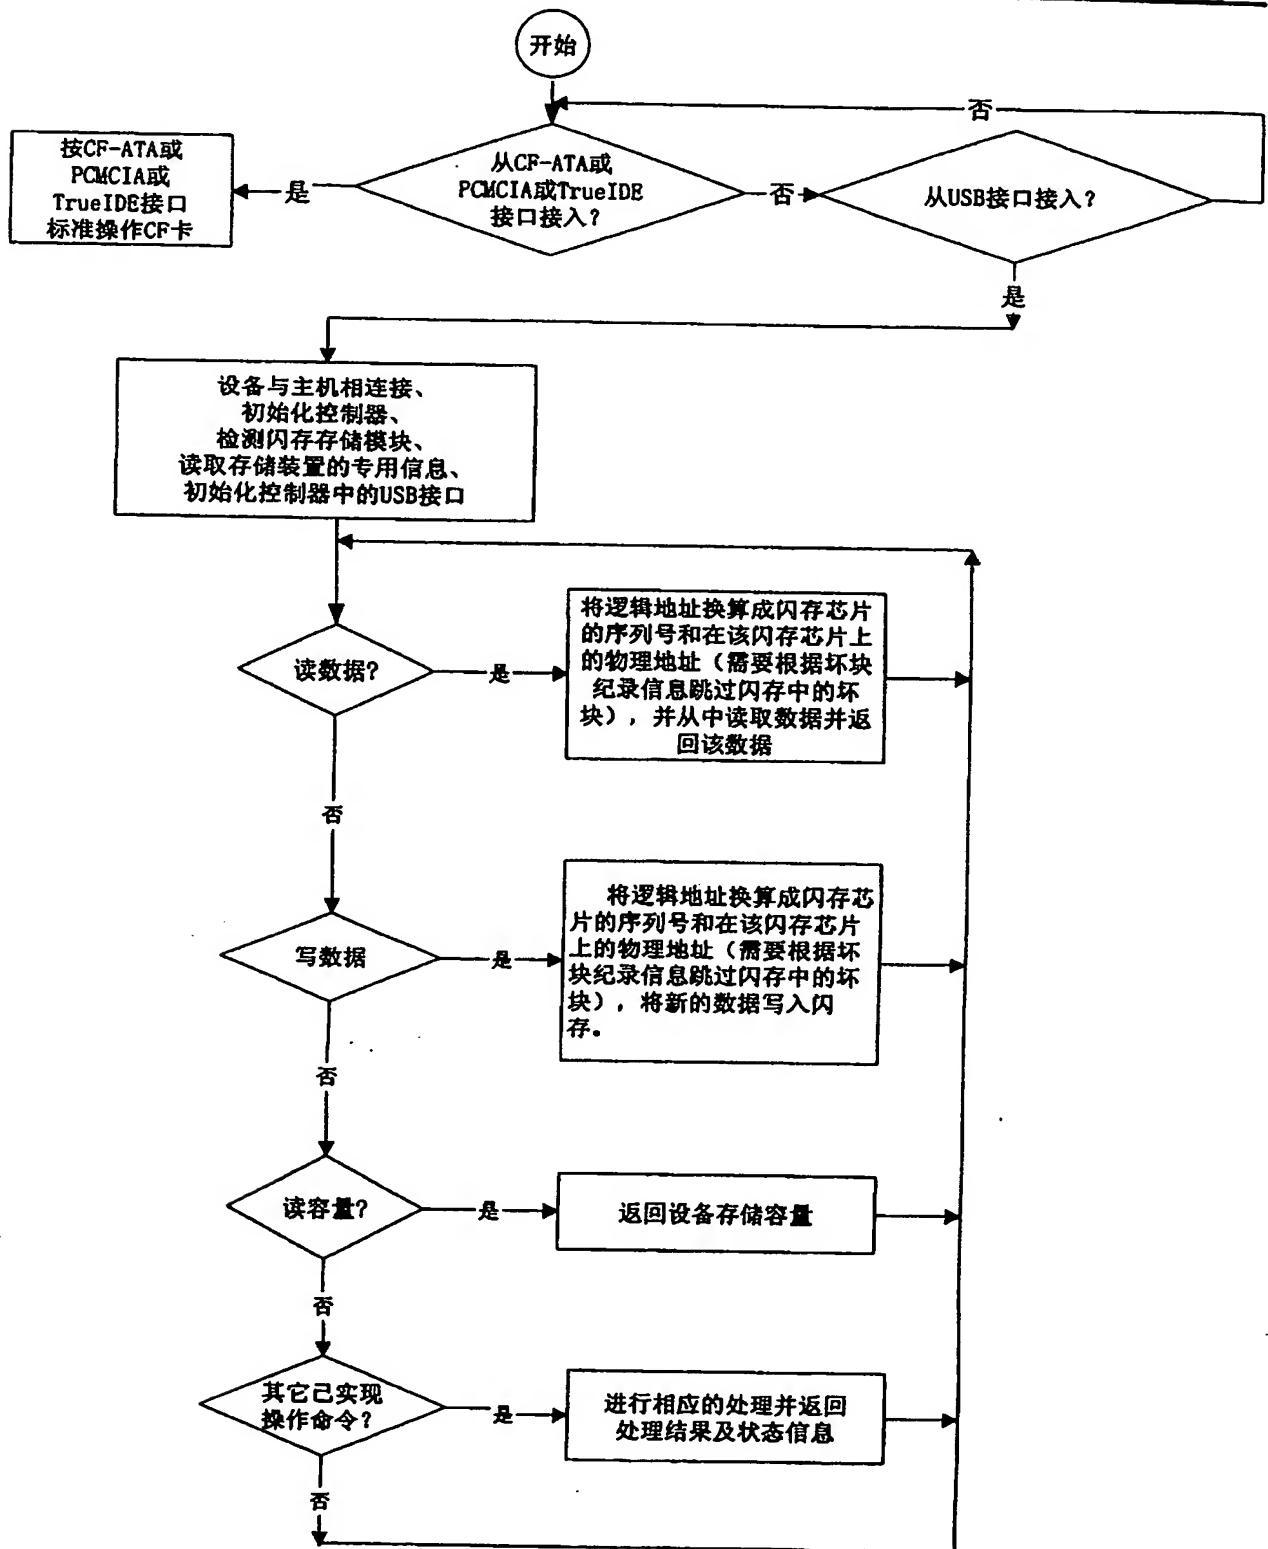 开始
否
按CF-ATA或
PCMCIA或
TrueIDE接口
标准操作CF卡
是
从CF-ATA或
PCMCIA或TrueIDE
接口接入？
否
从USB接口接入？
是
设备与主机相连接、
初始化控制器、
检测闪存存储模块、
读取存储装置的专用信息、
初始化控制器中的USB接口
读数据?
是
将逻辑地址换算成闪存芯片
的序列号和在该闪存芯片上
的物理地址（需要根据坏块
纪录信息跳过闪存中的坏
块），并从中读取数据并返
回该数据
否
写数据
是
将逻辑地址换算成闪存芯
片的序列号和在该闪存芯片
上的物理地址（需要根据坏
块纪录信息跳过闪存中的坏
块），将新的数据写入闪
存。
否
读容量?
是
返回设备存储容量
否
其它已实现
操作命令？
是
进行相应的处理并返回
处理结果及状态信息
否